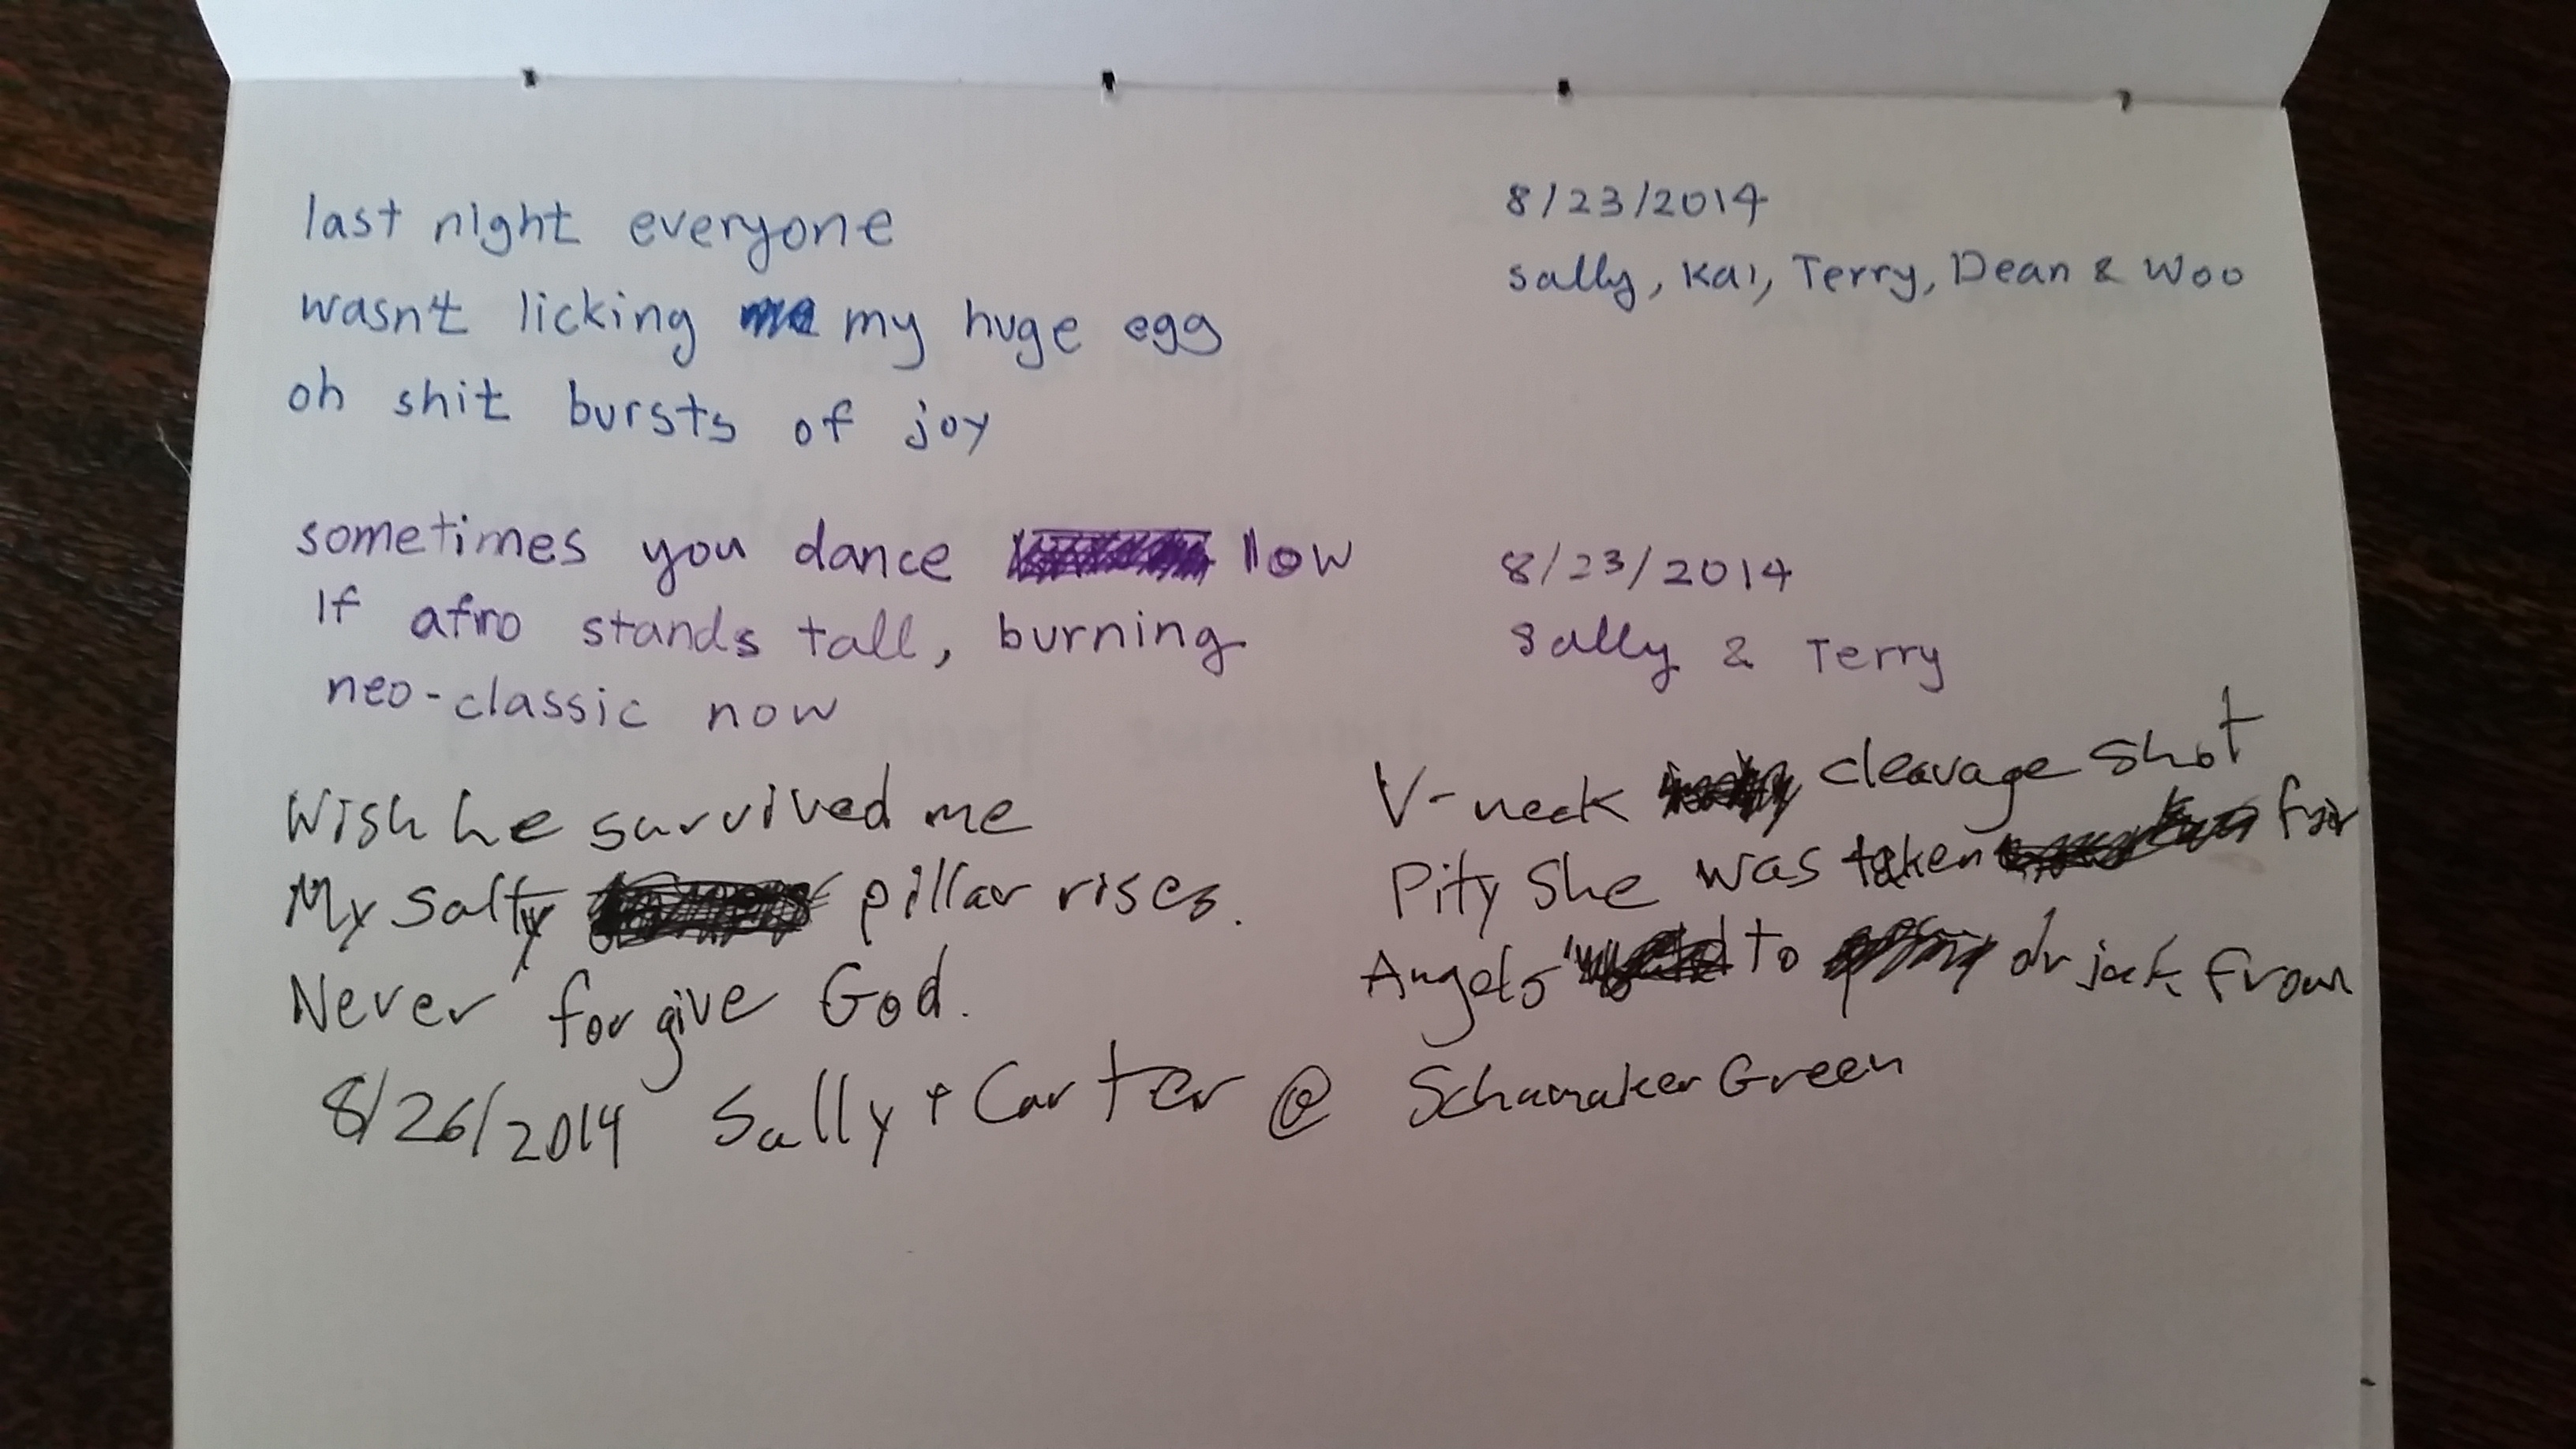 last night everyone
wasn't licking my huge egg
oh shit bursts of joy
8/23/2014
Sally, Kai, Terry, Dean & Woo
sometimes you dance low
If afro stands tall, burning
neo-classic now
8/23/2014
Sally & Terry
Wish he survived me
My Salty pillar rises.
Never forgive God.
V-neck cleavage shot
Pity She was taken for
Angels to or jack from
8/26/2014 Sally + Carter @ Schamaker Green